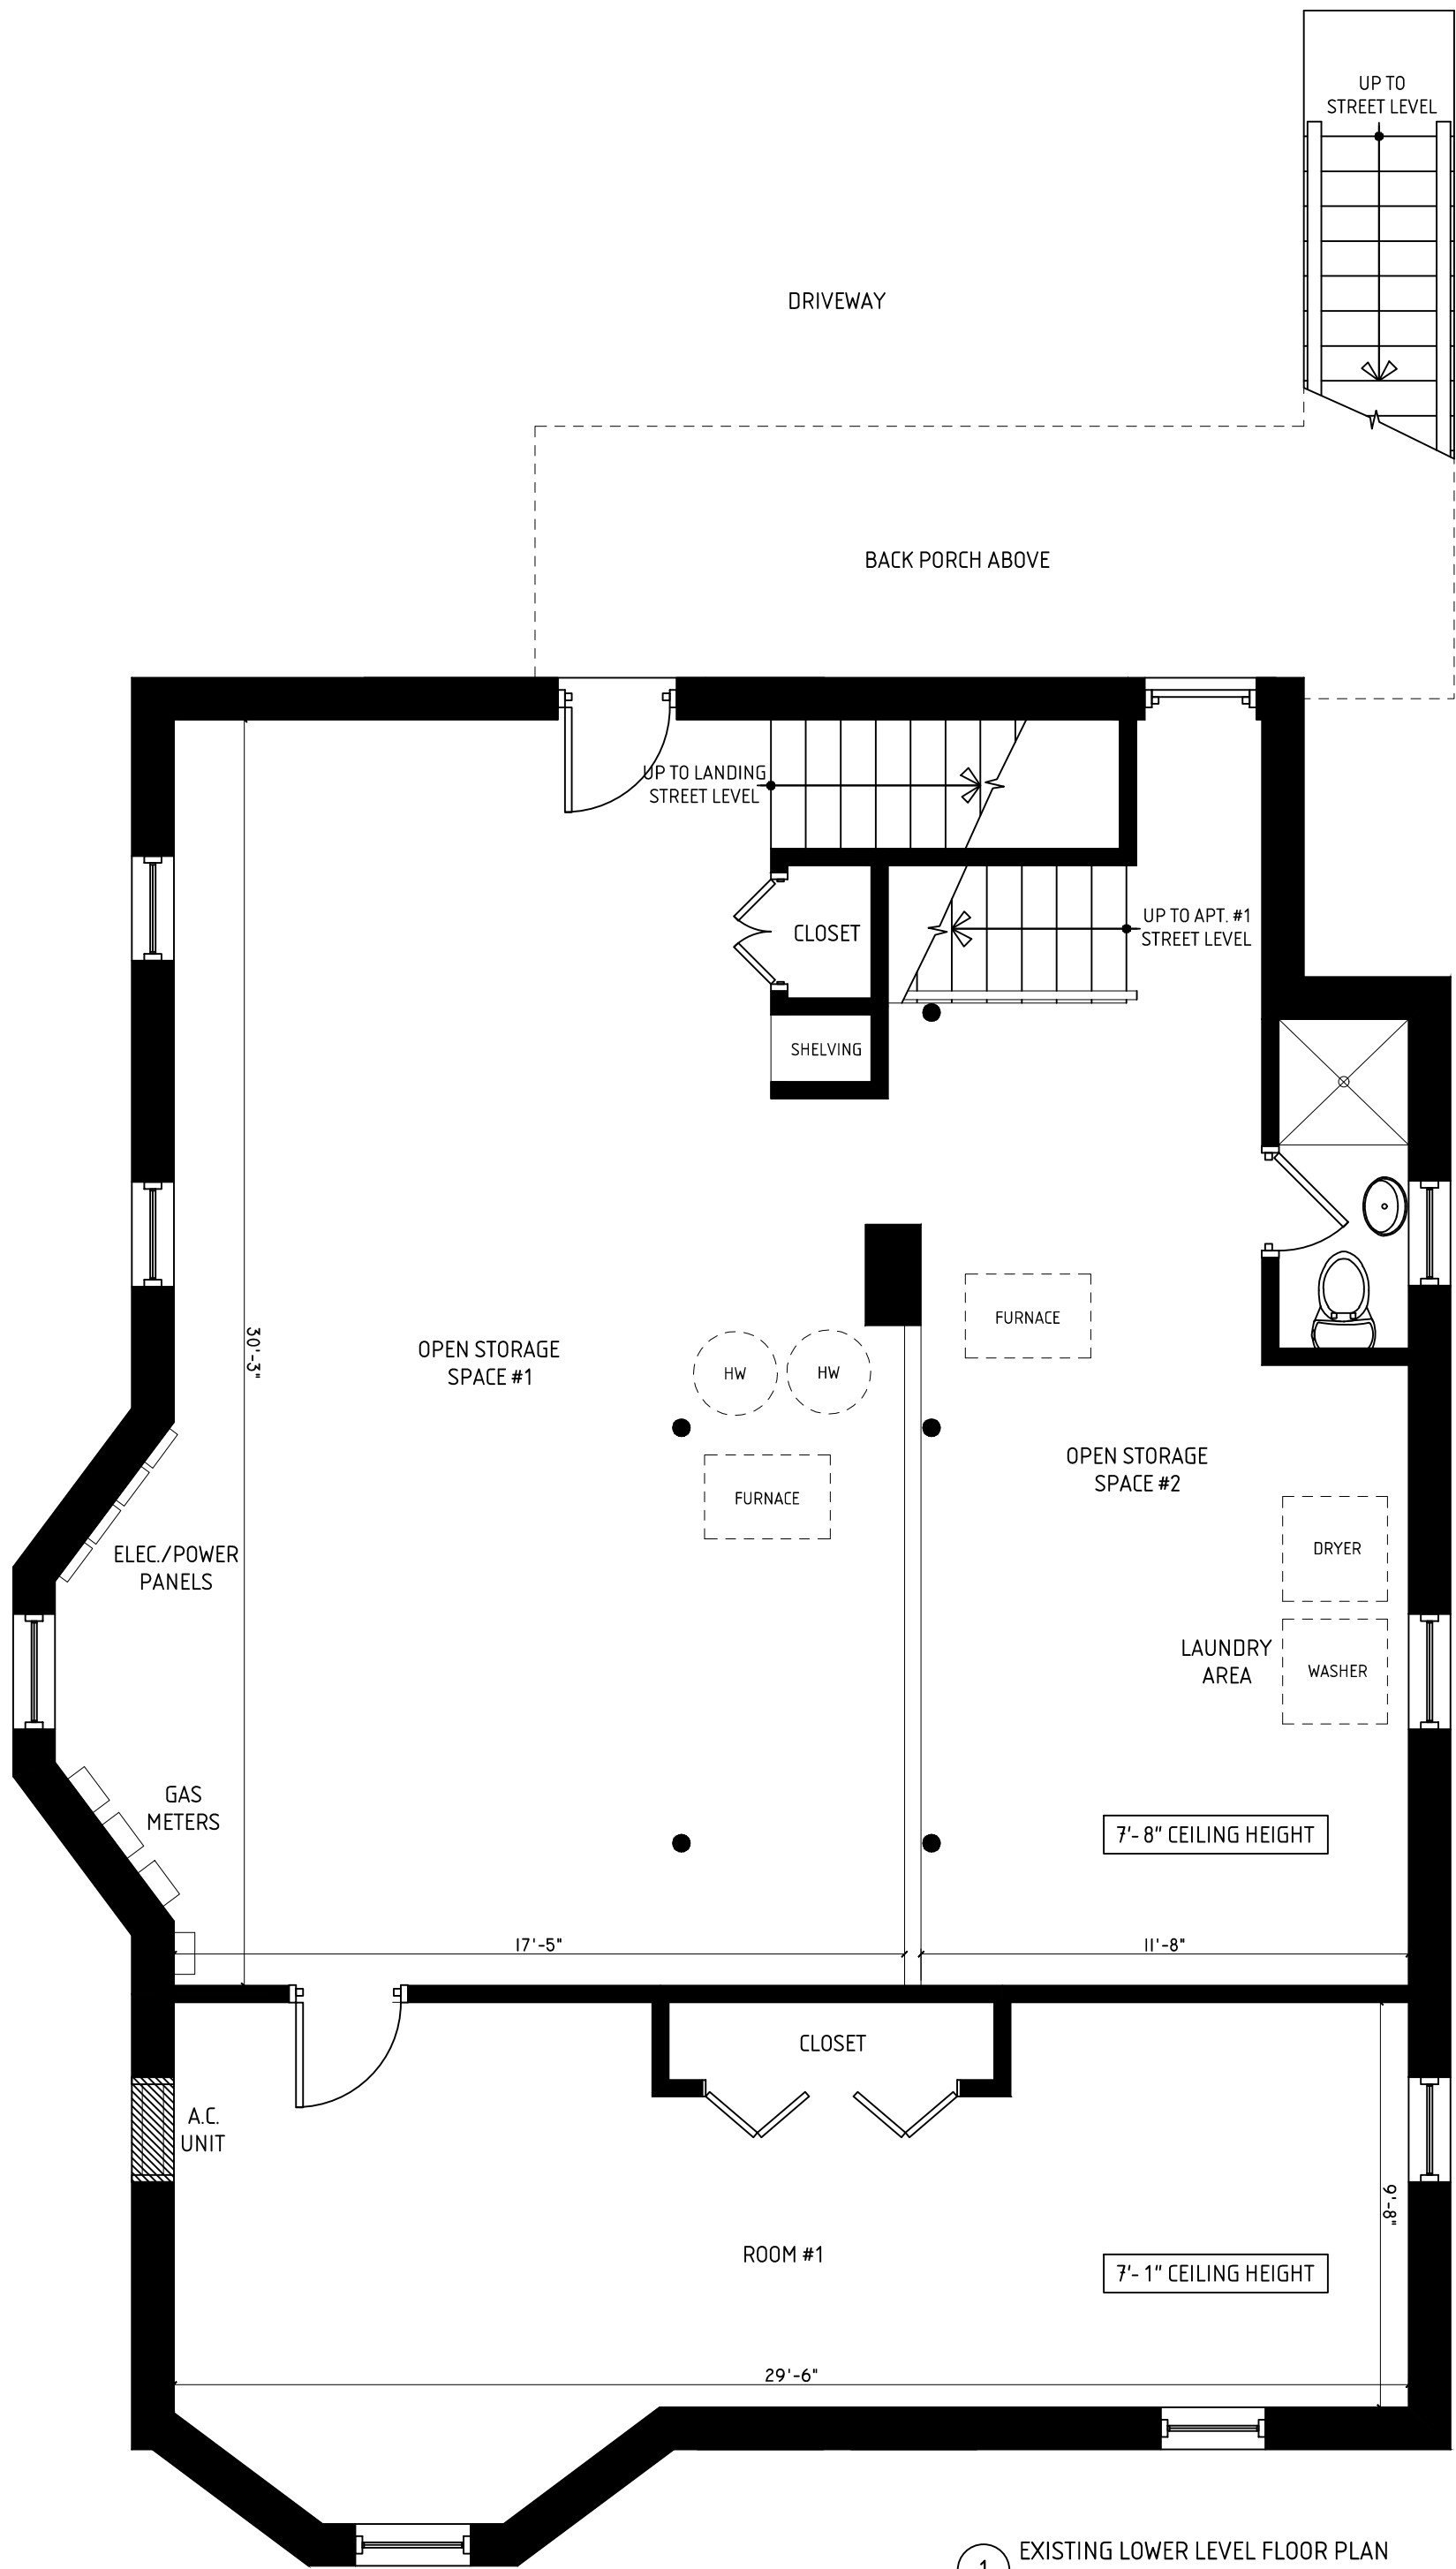 UP TO
STREET LEVEL
DRIVEWAY
BACK PORCH ABOVE
UP TO LANDING
STREET LEVEL
UP TO APT. #1
STREET LEVEL
CLOSET
SHELVING
30'-3"
OPEN STORAGE
SPACE #1
HW
HW
FURNACE
FURNACE
OPEN STORAGE
SPACE #2
ELEC./POWER
PANELS
DRYER
LAUNDRY
AREA
WASHER
GAS
METERS
7'- 8" CEILING HEIGHT
17'-5"
11'-8"
CLOSET
A.C.
UNIT
9'-8"
ROOM #1
7'- 1" CEILING HEIGHT
29'-6"
1
EXISTING LOWER LEVEL FLOOR PLAN